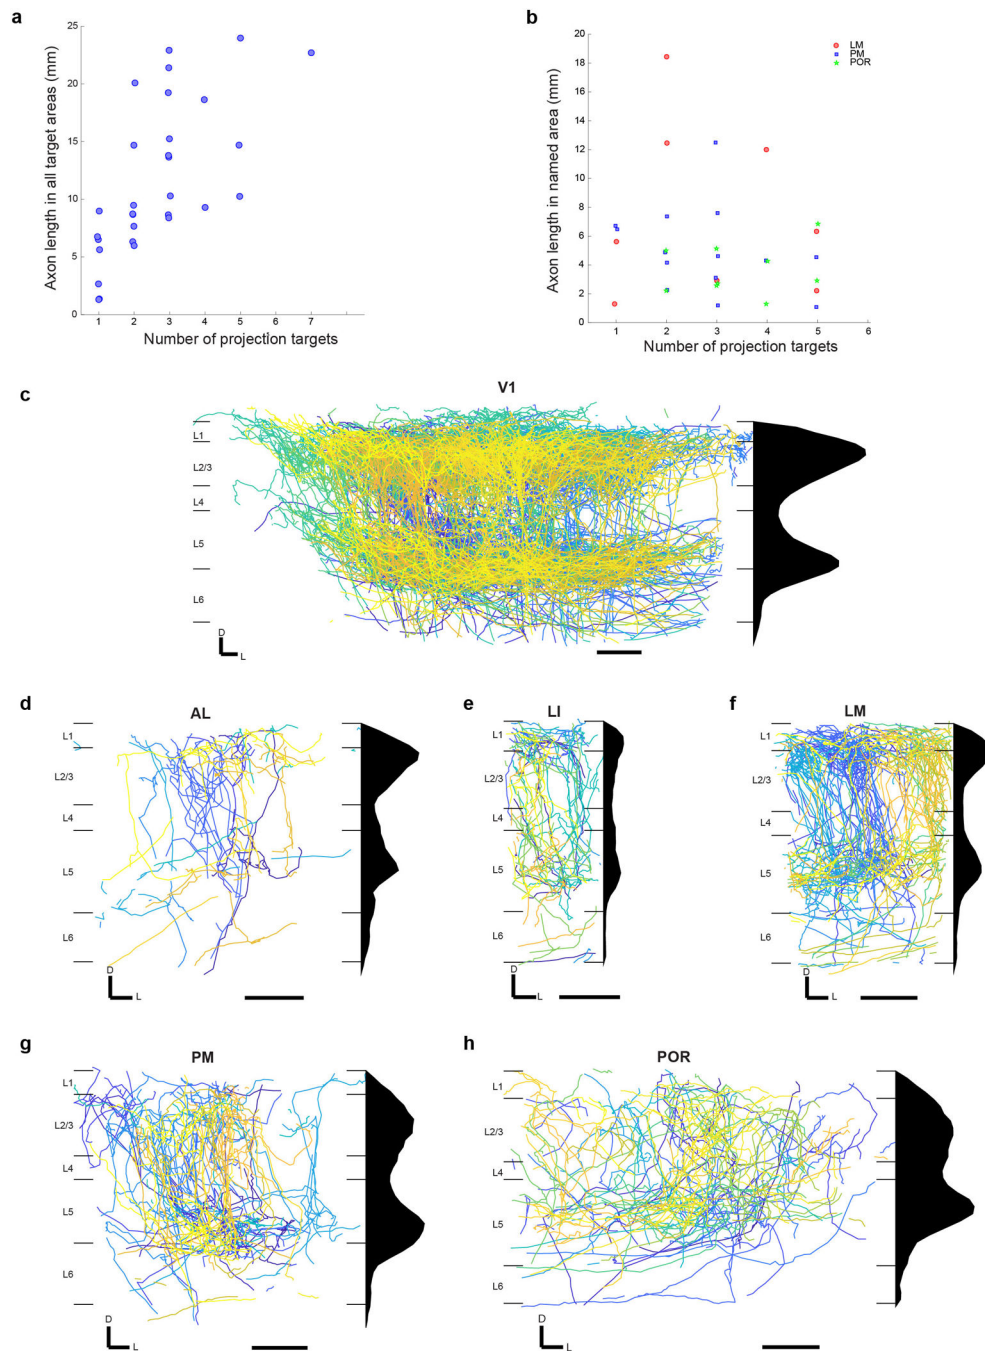 a
Axon length in all target areas (mm)
25
20
15
10
5
0
1 2 3 4 5 6 7
Number of projection targets
b
Axon length in named area (mm)
20
18
16
14
12
10
8
6
4
2
0
1 2 3 4 5 6
Number of projection targets
LM
PM
POR
c
V1
L1
L2/3
L4
L5
L6
D
L
d
AL
L1
L2/3
L4
L5
L6
D
L
e
LI
L1
L2/3
L4
L5
L6
D
L
f
LM
L1
L2/3
L4
L5
L6
D
L
g
PM
L1
L2/3
L4
L5
L6
D
L
h
POR
L1
L2/3
L4
L5
L6
D
L